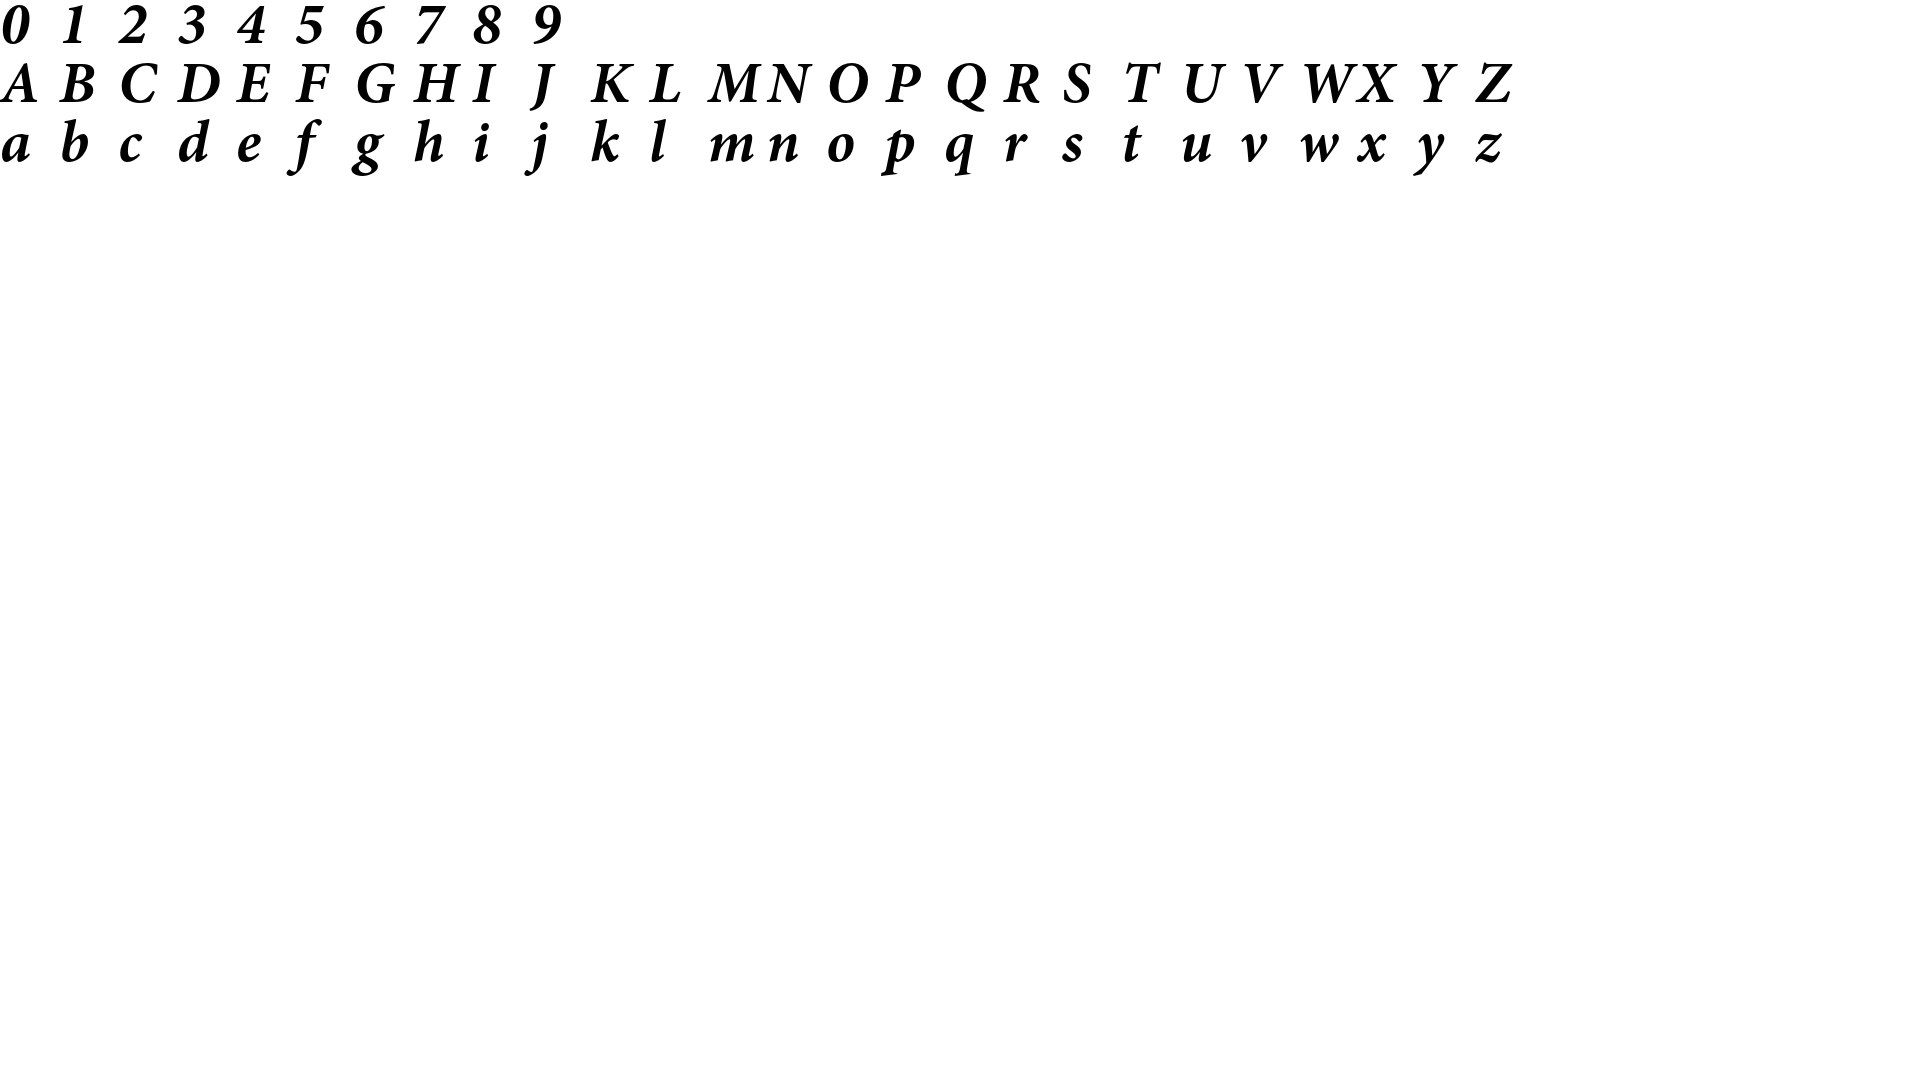 0 1 2 3 4 5 6 7 8 9
A B C D E F G H I J K L M N O P Q R S T U V W X Y Z
a b c d e f g h i j k l m n o p q r s t u v w x y z